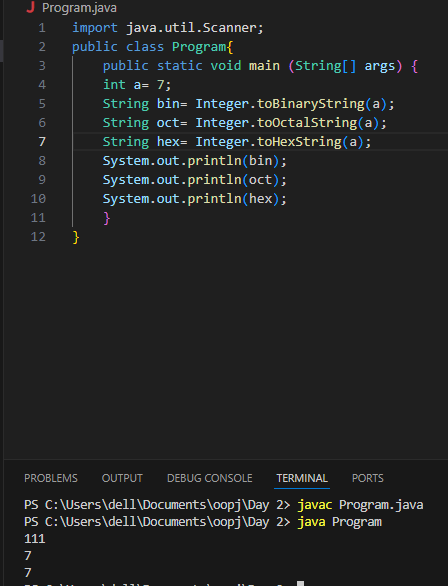 J Program.java
1 import java.util.Scanner;
2 public class Program{
3     public static void main (String[] args) {
4     int a= 7;
5     String bin= Integer.toBinaryString(a);
6     String oct= Integer.toOctalString(a);
7     String hex= Integer.toHexString(a);
8     System.out.println(bin);
9     System.out.println(oct);
10     System.out.println(hex);
11     }
12 }
PROBLEMS OUTPUT DEBUG CONSOLE TERMINAL PORTS
PS C:\Users\dell\Documents\oopj\Day 2> javac Program.java
PS C:\Users\dell\Documents\oopj\Day 2> java Program
111
7
7